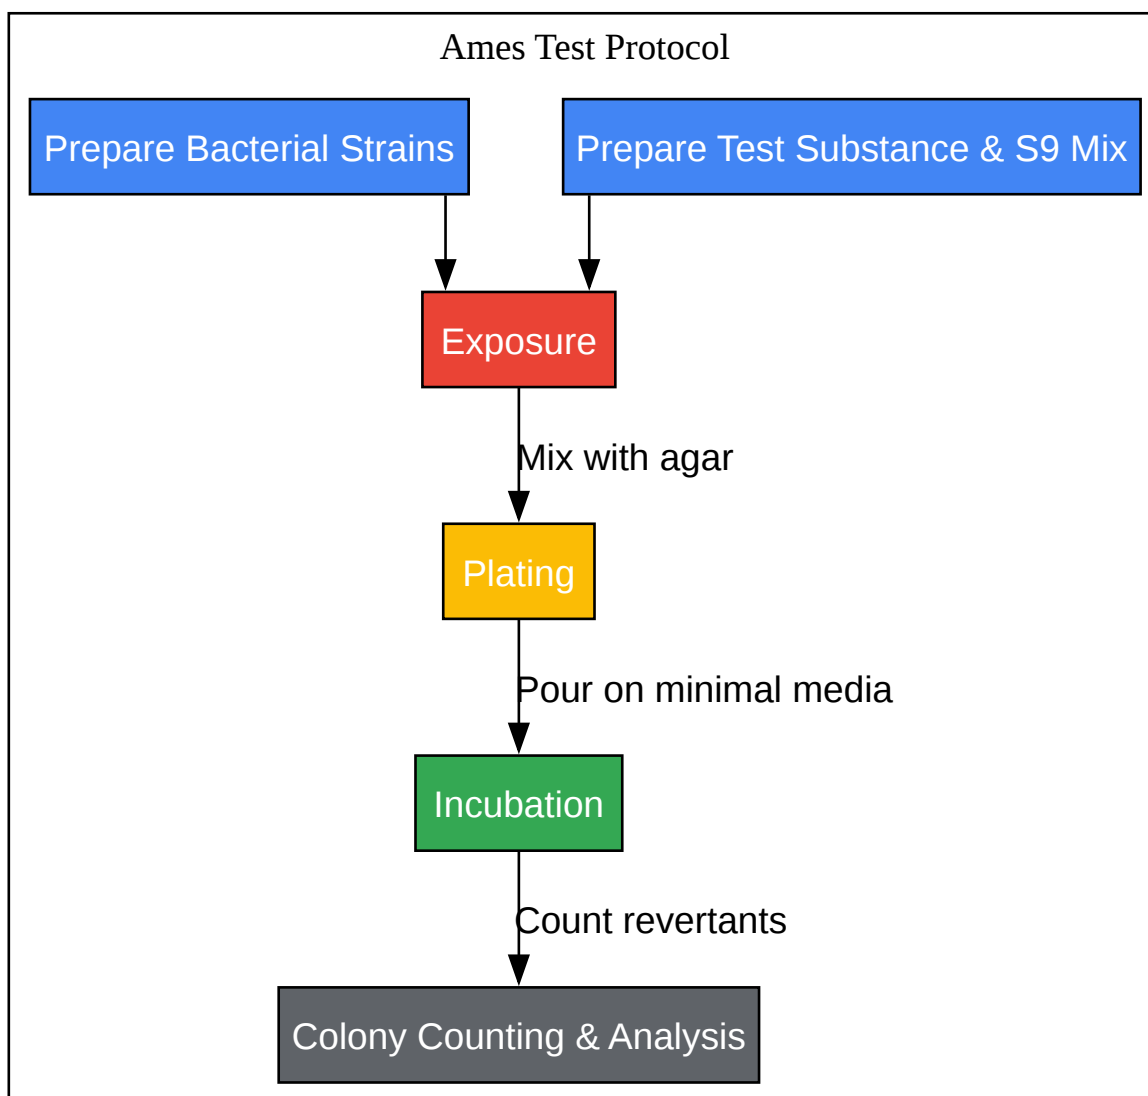 Ames Test Protocol
Prepare Bacterial Strains
Prepare Test Substance & S9 Mix
Exposure
Mix with agar
Plating
Pour on minimal media
Incubation
Count revertants
Colony Counting & Analysis